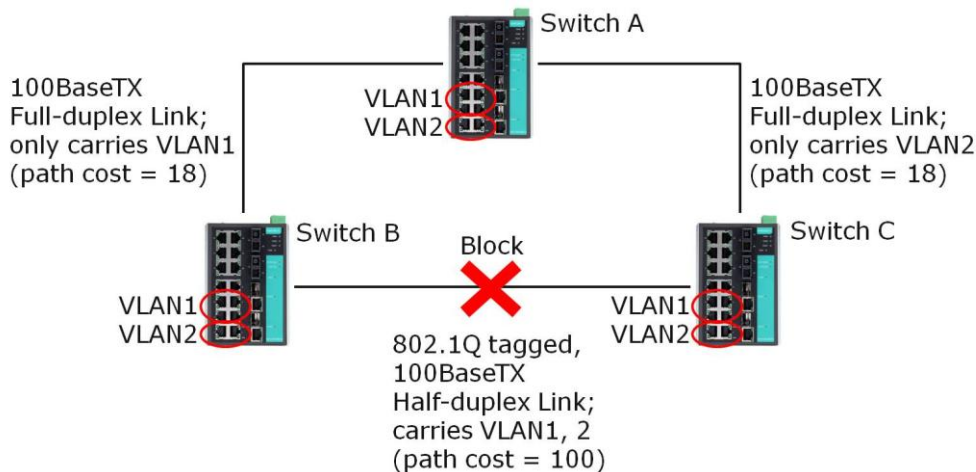 Switch A
100BaseTX
Full-duplex Link;
only carries VLAN1
(path cost = 18)
VLAN1
VLAN2
100BaseTX
Full-duplex Link;
only carries VLAN2
(path cost = 18)
Switch B
VLAN1
VLAN2
Block
Switch C
VLAN1
VLAN2
802.1Q tagged,
100BaseTX
Half-duplex Link;
carries VLAN1, 2
(path cost = 100)